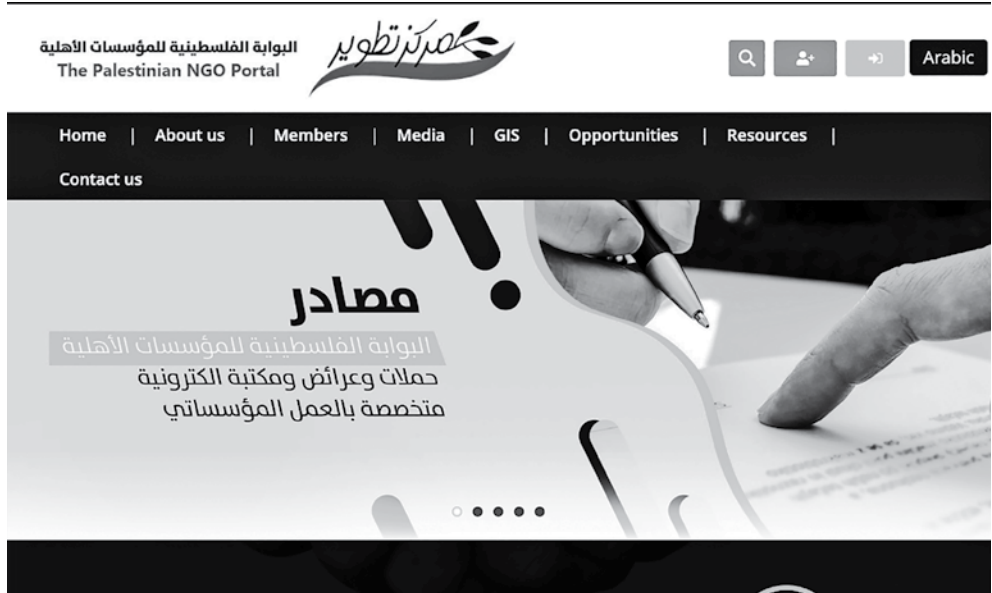 البوابة الفلسطينية للمؤسسات الأهلية
The Palestinian NGO Portal
مركز تطوير
Arabic
Home | About us | Members | Media | GIS | Opportunities | Resources |
Contact us
مصادر
البوابة الفلسطينية للمؤسسات الأهلية
حملات وعرائض ومكتبة الكترونية
متخصصة بالعمل المؤسساتي